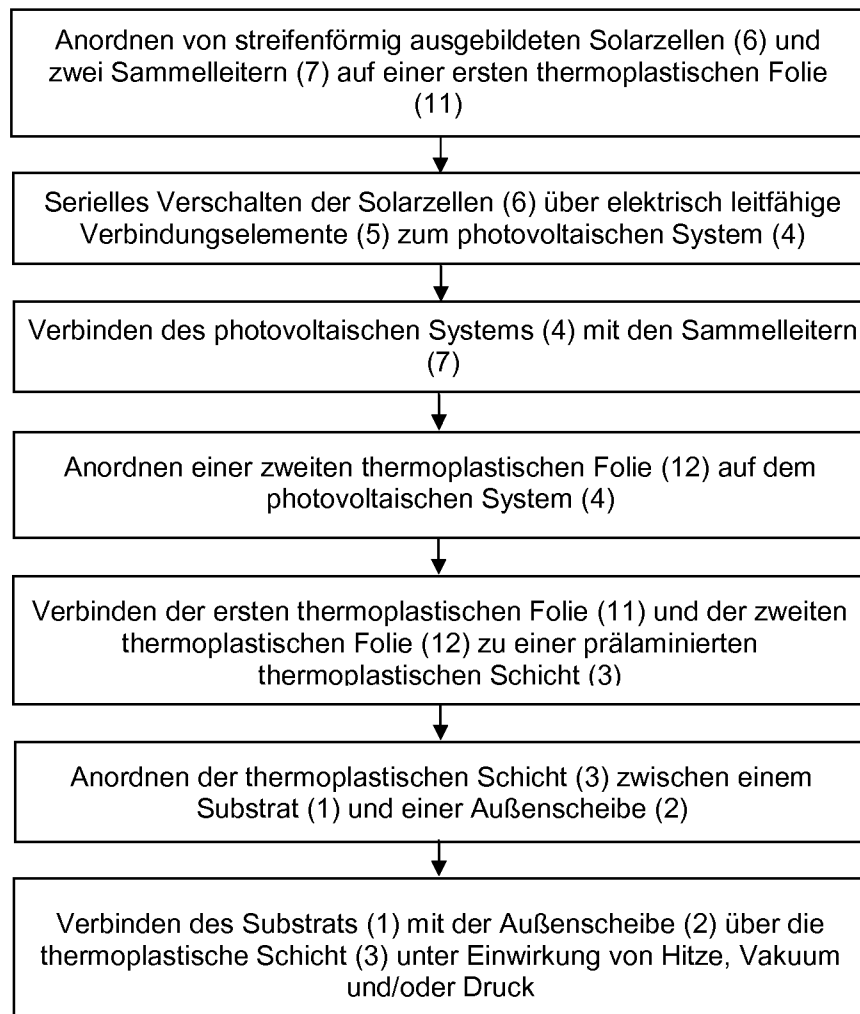 Anordnen von streifenförmig ausgebildeten Solarzellen (6) und
zwei Sammelleitern (7) auf einer ersten thermoplastischen Folie
(11)
Serielles Verschalten der Solarzellen (6) über elektrisch leitfähige
Verbindungselemente (5) zum photovoltaischen System (4)
Verbinden des photovoltaischen Systems (4) mit den Sammelleitern
(7)
Anordnen einer zweiten thermoplastischen Folie (12) auf dem
photovoltaischen System (4)
Verbinden der ersten thermoplastischen Folie (11) und der zweiten
thermoplastischen Folie (12) zu einer prälaminierten
thermoplastischen Schicht (3)
Anordnen der thermoplastischen Schicht (3) zwischen einem
Substrat (1) und einer Außenscheibe (2)
Verbinden des Substrats (1) mit der Außenscheibe (2) über die
thermoplastische Schicht (3) unter Einwirkung von Hitze, Vakuum
und/oder Druck